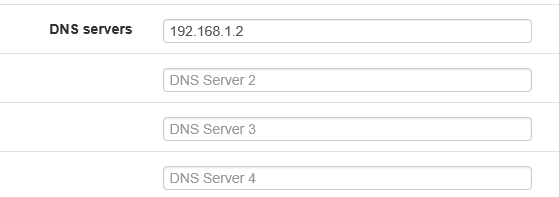 DNS servers 192.168.1.2
DNS Server 2
DNS Server 3
DNS Server 4